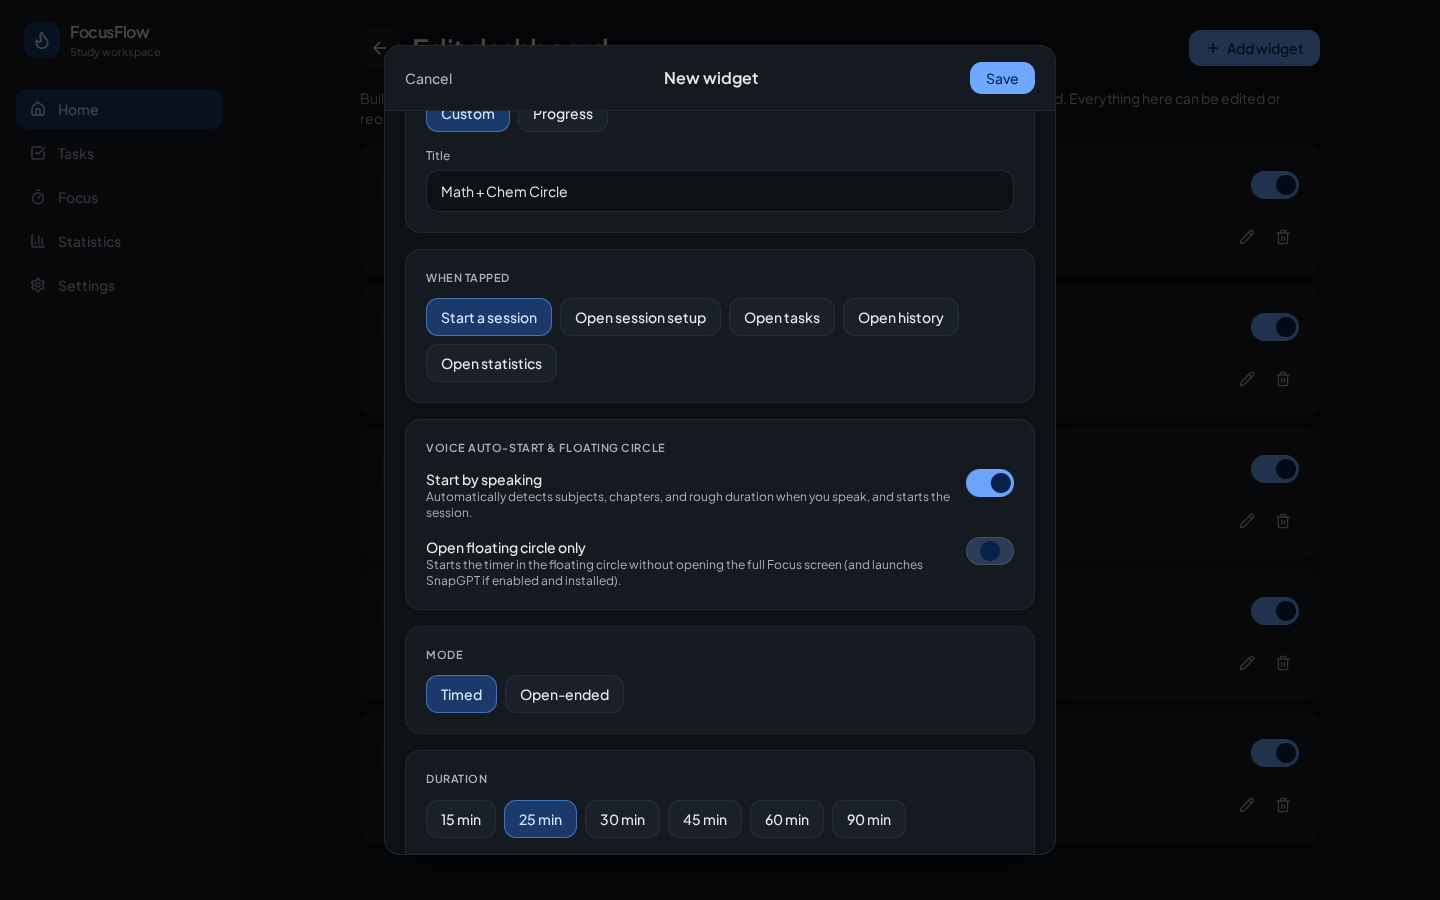 FocusFlow
Study workspace
Home
Tasks
Focus
Statistics
Settings
Add widget
Cancel
New widget
Save
Custom
Progress
Title
Math + Chem Circle
WHEN TAPPED
Start a session
Open session setup
Open tasks
Open history
Open statistics
VOICE AUTO-START & FLOATING CIRCLE
Start by speaking
Automatically detects subjects, chapters, and rough duration when you speak, and starts the
session.
Open floating circle only
Starts the timer in the floating circle without opening the full Focus screen (and launches
SnapGPT if enabled and installed).
MODE
Timed
Open-ended
DURATION
15 min
25 min
30 min
45 min
60 min
90 min
Everything here can be edited or